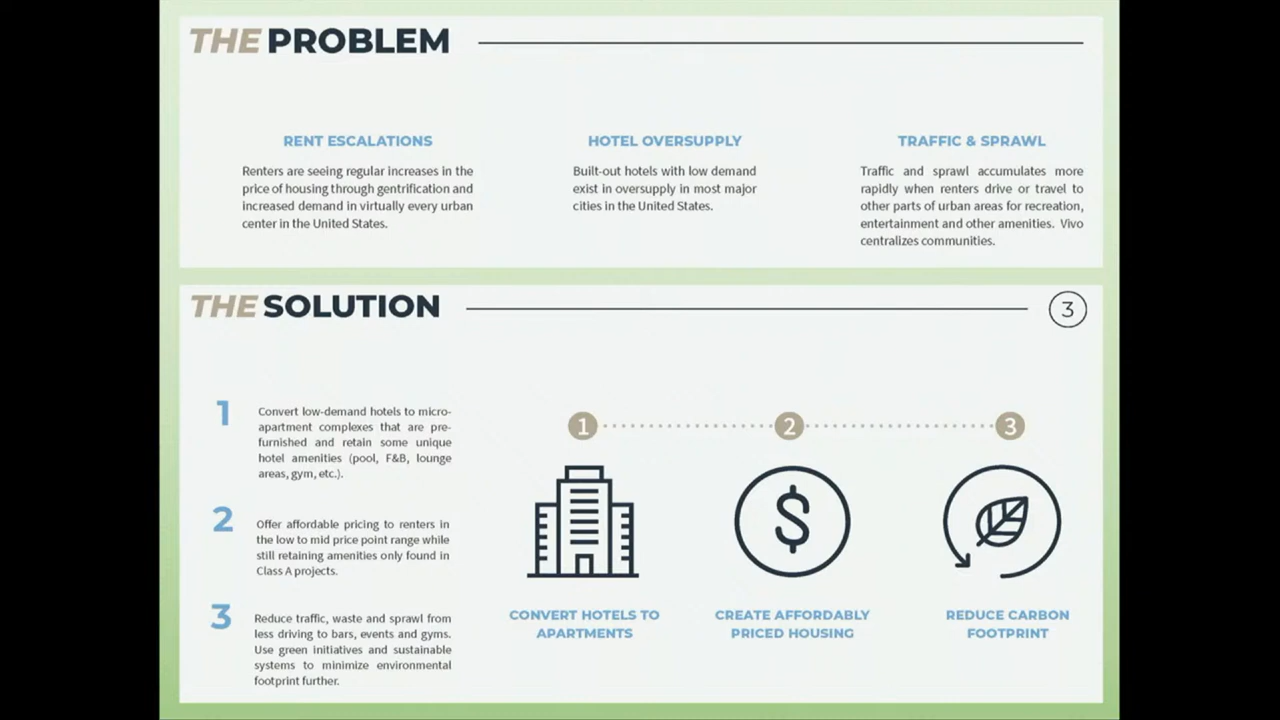 THE PROBLEM
RENT ESCALATIONS
Renters are seeing regular increases in the
price of housing through gentrification and
increased demand in virtually every urban
center in the United States.
HOTEL OVERSUPPLY
Built-out hotels with low demand
exist in oversupply in most major
cities in the United States.
TRAFFIC & SPRAWL
Traffic and sprawl accumulates more
rapidly when renters drive or travel to
other parts of urban areas for recreation,
entertainment and other amenities. Vivo
centralizes communities.
THE SOLUTION
3
1
Convert low-demand hotels to micro-
apartment complexes that are pre-
furnished and retain some unique
hotel amenities (pool, F&B, lounge
areas, gym, etc.).
2
Offer affordable pricing to renters in
the low to mid price point range while
still retaining amenities only found in
Class A projects.
3
Reduce traffic, waste and sprawl from
less driving to bars, events and gyms.
Use green initiatives and sustainable
systems to minimize environmental
footprint further.
1
2
3
$
CONVERT HOTELS TO
APARTMENTS
CREATE AFFORDABLY
PRICED HOUSING
REDUCE CARBON
FOOTPRINT